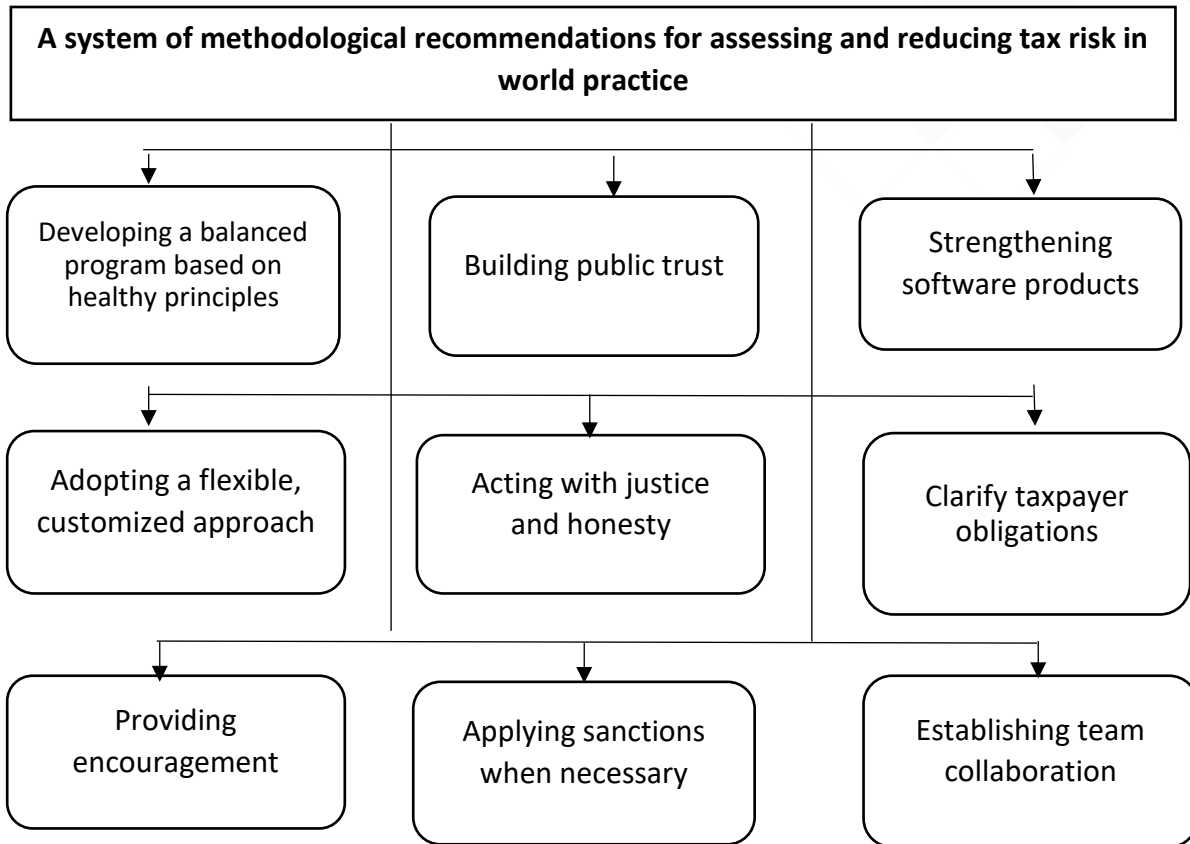 A system of methodological recommendations for assessing and reducing tax risk in
world practice
Developing a balanced
program based on
healthy principles
Building public trust
Strengthening
software products
Adopting a flexible,
customized approach
Acting with justice
and honesty
Clarify taxpayer
obligations
Providing
encouragement
Applying sanctions
when necessary
Establishing team
collaboration